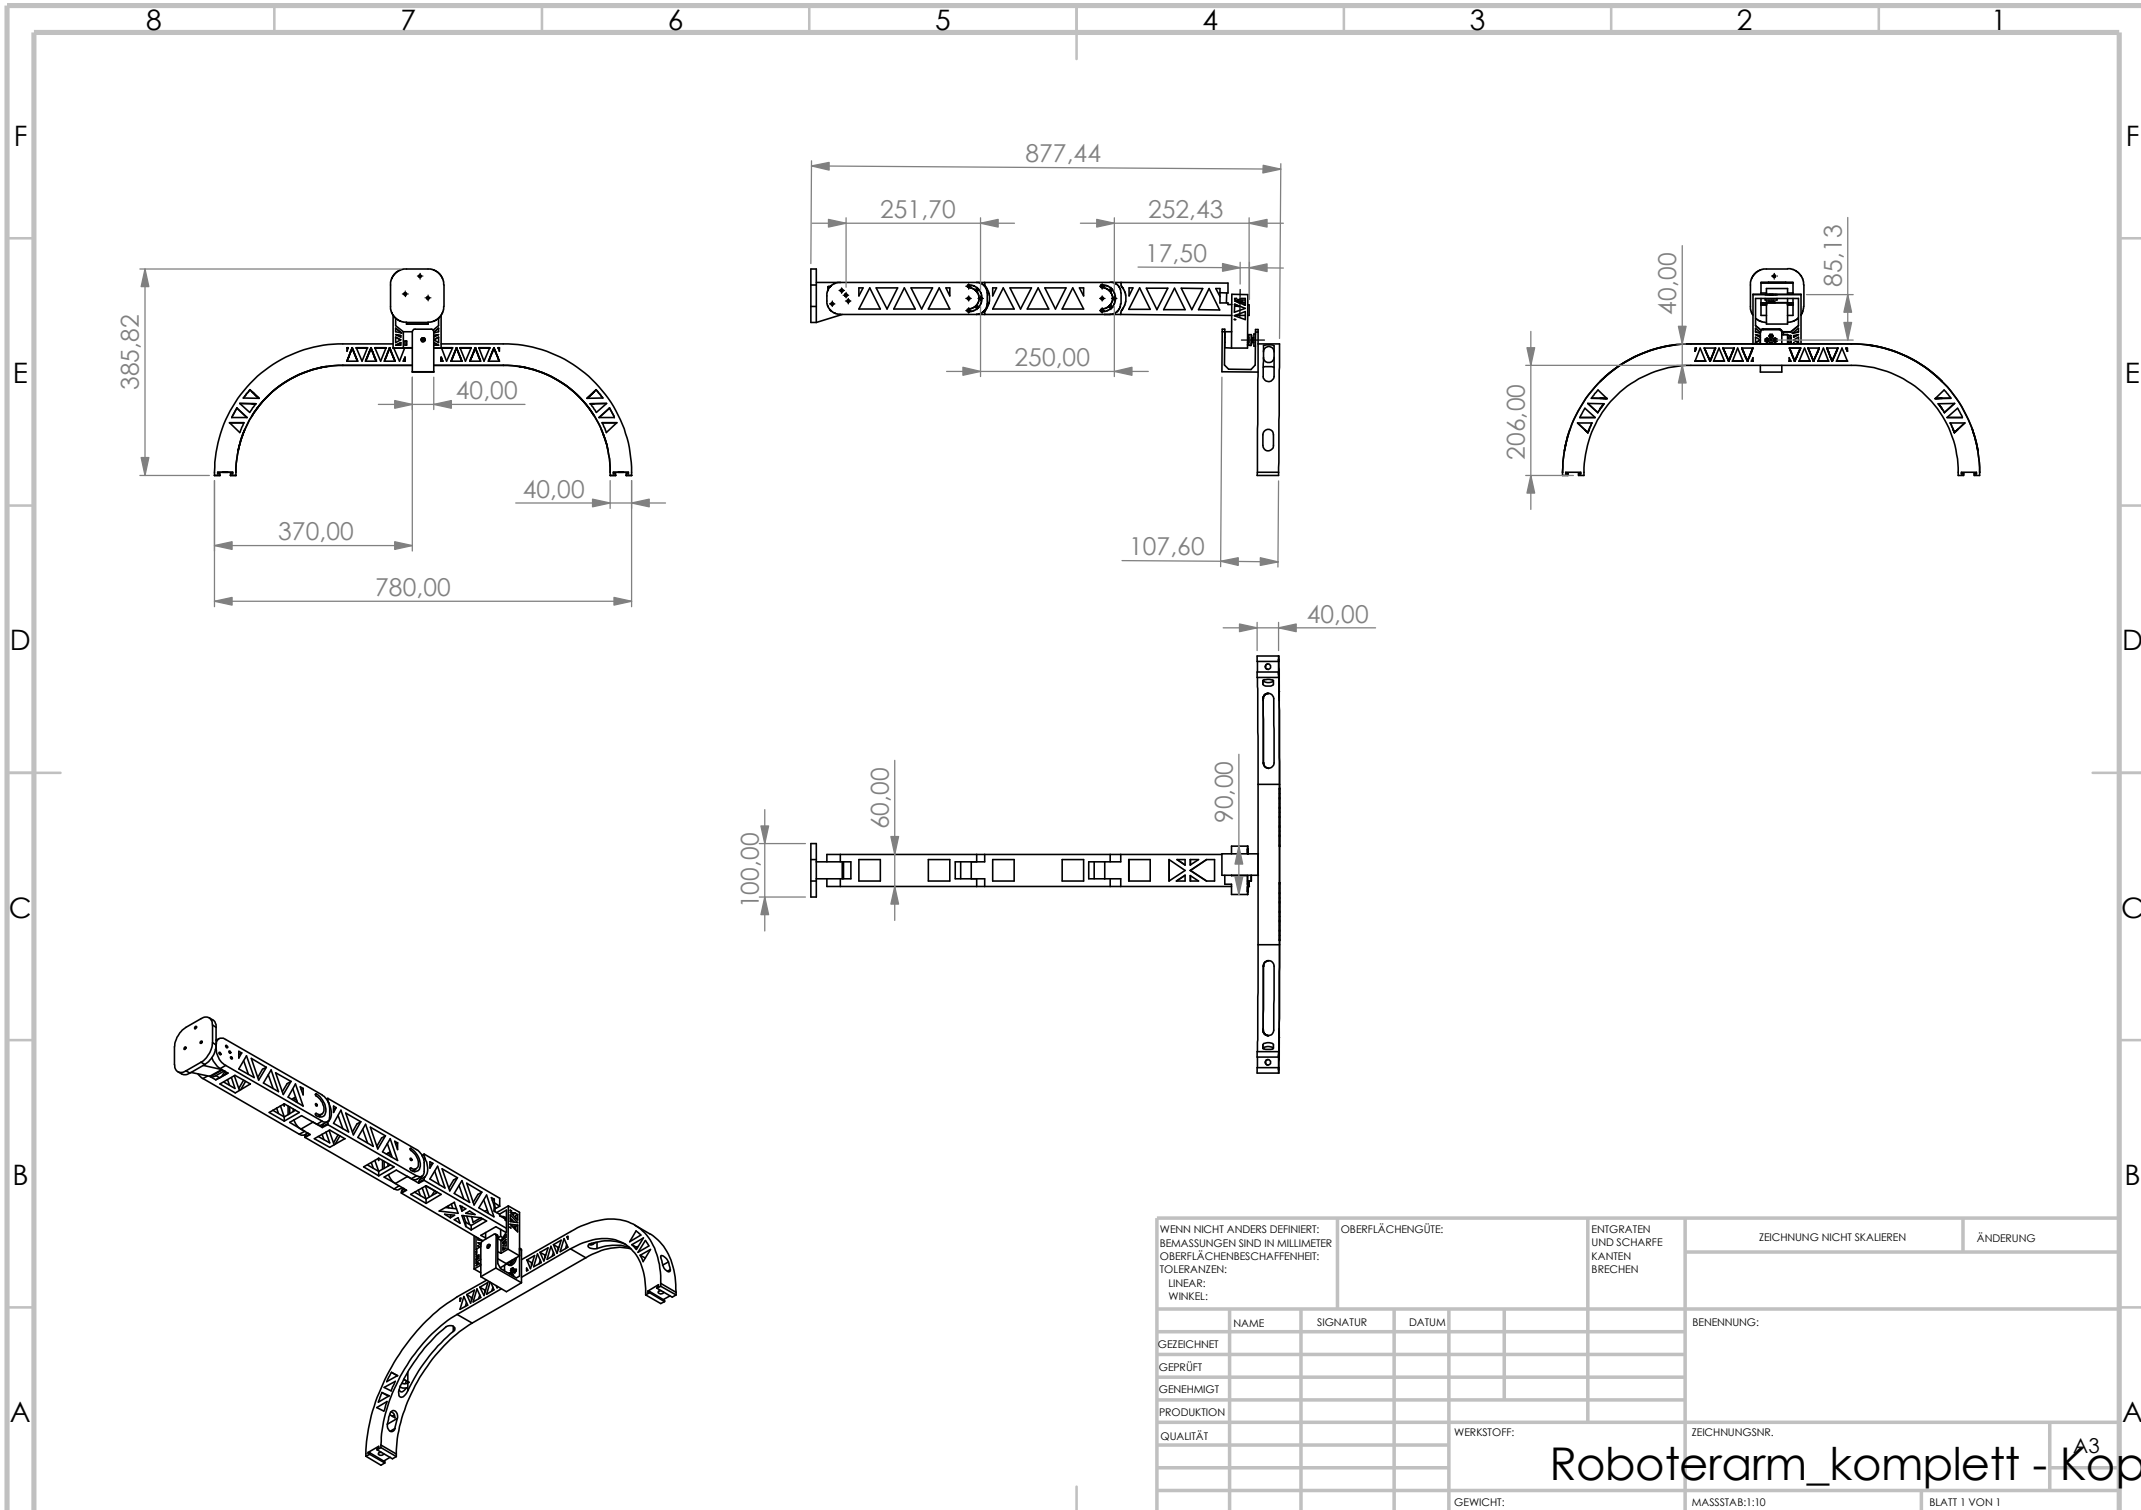 8 7 6 5 4 3 2 1
F F
877,44
251,70 252,43
17,50
40,00
85,13
385,82
E E
250,00
40,00
206,00
40,00
370,00
107,60
780,00
40,00
D D
60,00
90,00
100,00
C C
B B
WENN NICHT ANDERS DEFINIERT:
BEMASSUNGEN SIND IN MILLIMETER
OBERFLÄCHENBESCHAFFENHEIT:
TOLERANZEN:
LINEAR:
WINKEL:
OBERFLÄCHENGÜTE:
ENTGRATEN
UND SCHARFE
KANTEN
BRECHEN
ZEICHNUNG NICHT SKALIEREN
ÄNDERUNG
NAME SIGNATUR DATUM
BENENNUNG:
GEZEICHNET
GEPRÜFT
GENEHMIGT
PRODUKTION
A A
QUALITÄT
WERKSTOFF:
ZEICHNUNGSNR.
A3
Roboterarm_komplett - Kop
GEWICHT:
MASSSTAB:1:10
BLATT 1 VON 1